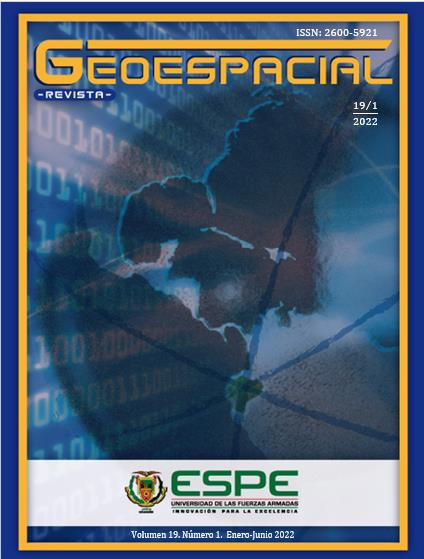 ISSN: 2600-5921
GEOESPACIAL
-REVISTA-
19/1
2022
ESPE
UNIVERSIDAD DE LAS FUERZAS ARMADAS
INNOVACIÓN PARA LA EXCELENCIA
Volumen 19. Número 1. Enero-Junio 2022